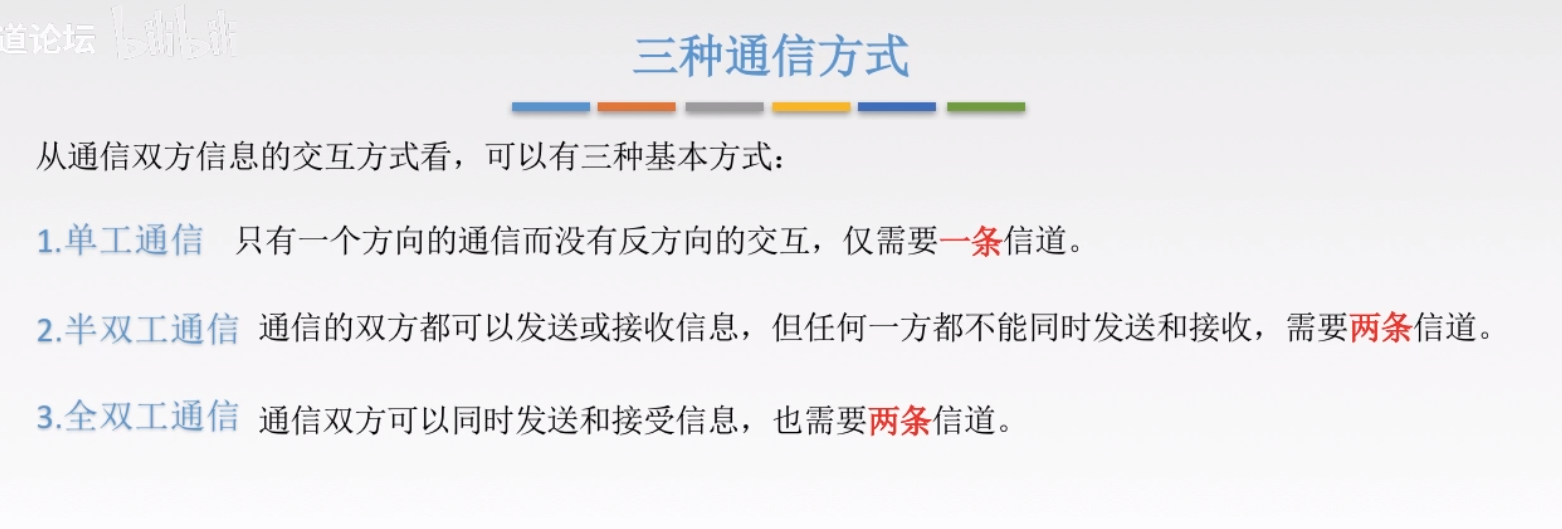 道论坛 bilibili
三种通信方式
从通信双方信息的交互方式看，可以有三种基本方式：
1.单工通信 只有一个方向的通信而没有反方向的交互，仅需要一条信道。
2.半双工通信 通信的双方都可以发送或接收信息，但任何一方都不能同时发送和接收，需要两条信道。
3.全双工通信 通信双方可以同时发送和接受信息，也需要两条信道。